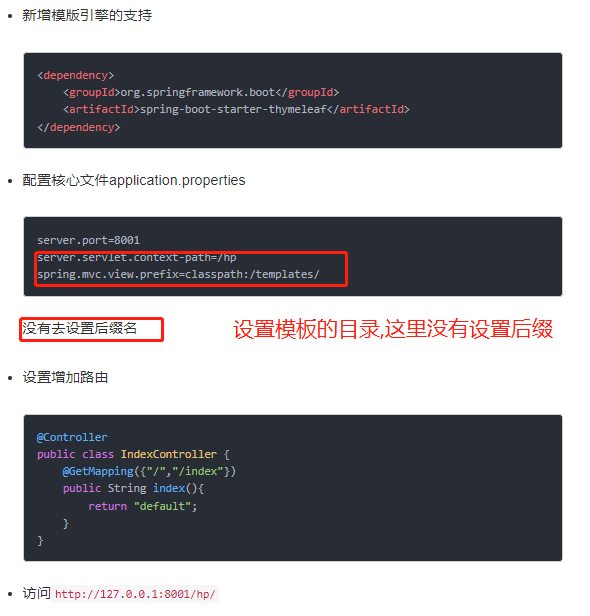 新增模版引擎的支持
<dependency>
<groupId>org.springframework.boot</groupId>
<artifactId>spring-boot-starter-thymeleaf</artifactId>
</dependency>
配置核心文件application.properties
server.port=8001
server.servlet.context-path=/hp
spring.mvc.view.prefix=classpath:/templates/
没有去设置后缀名
设置模板的目录,这里没有设置后缀
设置增加路由
@Controller
public class IndexController {
@GetMapping({"/","/index"})
public String index(){
return "default";
}
}
访问 http://127.0.0.1:8001/hp/